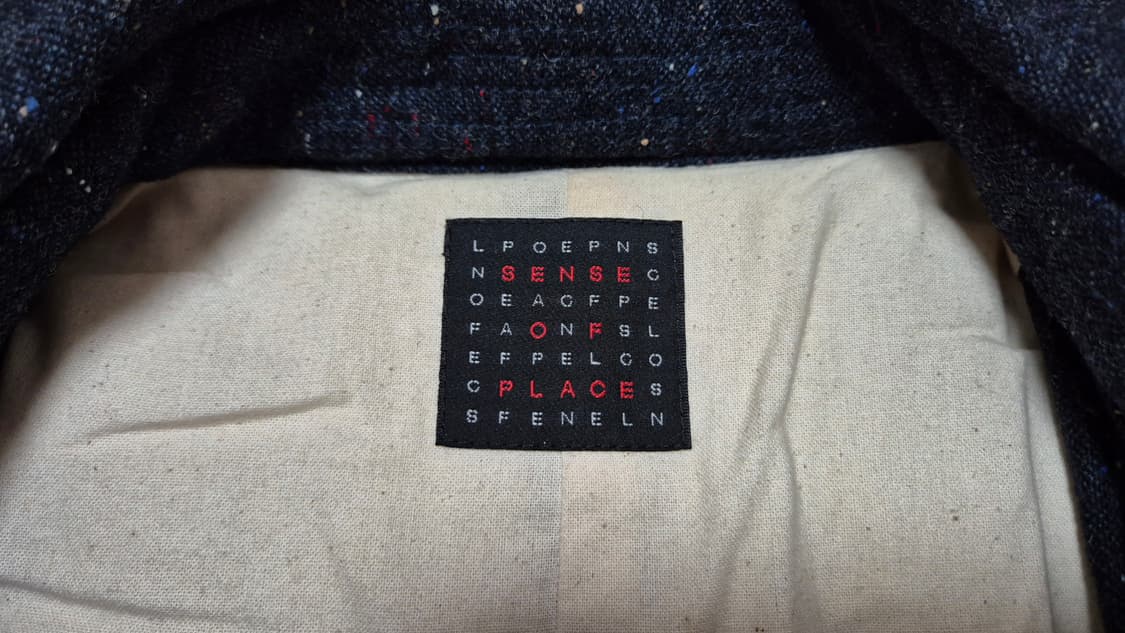 L P O E P N S
N S E N S E C
O E A C F P E
F A O N F S L
E F P E L C O
C P L A C E S
S F E N E L N